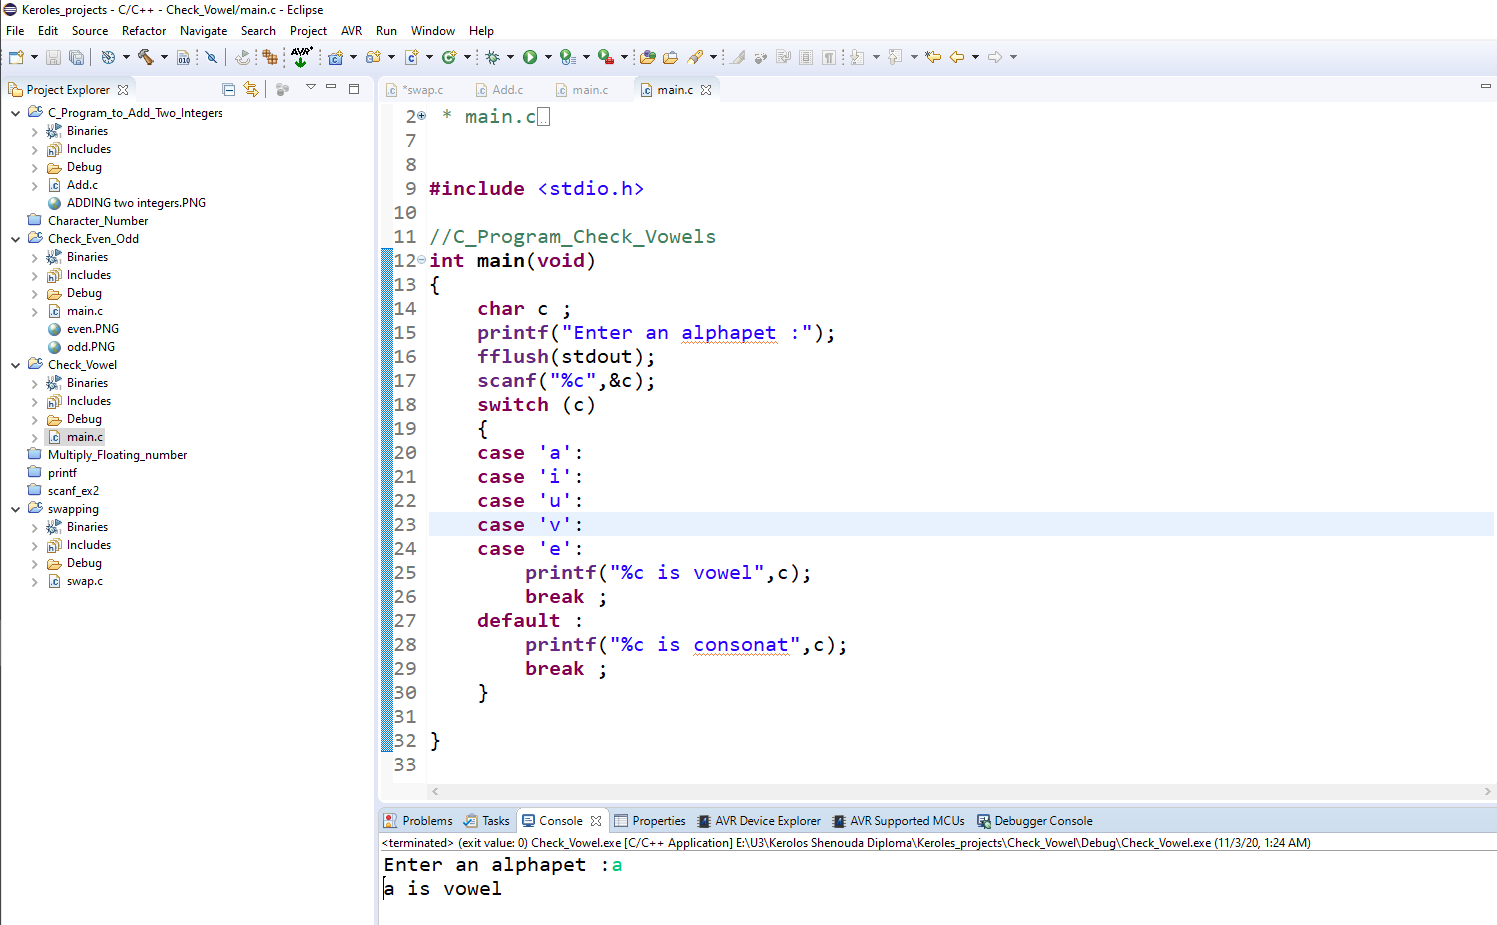 Keroles_projects - C/C++ - Check_Vowel/main.c - Eclipse
File Edit Source Refactor Navigate Search Project AVR Run Window Help
Project Explorer
C_Program_to_Add_Two_Integers
Binaries
Includes
Debug
Add.c
ADDING two integers.PNG
Character_Number
Check_Even_Odd
Binaries
Includes
Debug
main.c
even.PNG
odd.PNG
Check_Vowel
Binaries
Includes
Debug
main.c
Multiply_Floating_number
printf
scanf_ex2
swapping
Binaries
Includes
Debug
swap.c
*swap.c Add.c main.c main.c
2 * main.c
7
8
9 #include <stdio.h>
10
11 //C_Program_Check_Vowels
12 int main(void)
13 {
14 char c ;
15 printf("Enter an alphapet :");
16 fflush(stdout);
17 scanf("%c",&c);
18 switch (c)
19 {
20 case 'a':
21 case 'i':
22 case 'u':
23 case 'v':
24 case 'e':
25 printf("%c is vowel",c);
26 break ;
27 default :
28 printf("%c is consonat",c);
29 break ;
30 }
31
32 }
33
Problems Tasks Console Properties AVR Device Explorer AVR Supported MCUs Debugger Console
<terminated> (exit value: 0) Check_Vowel.exe [C/C++ Application] E:\U3\Kerolos Shenouda Diploma\Keroles_projects\Check_Vowel\Debug\Check_Vowel.exe (11/3/20, 1:24 AM)
Enter an alphapet :a
a is vowel